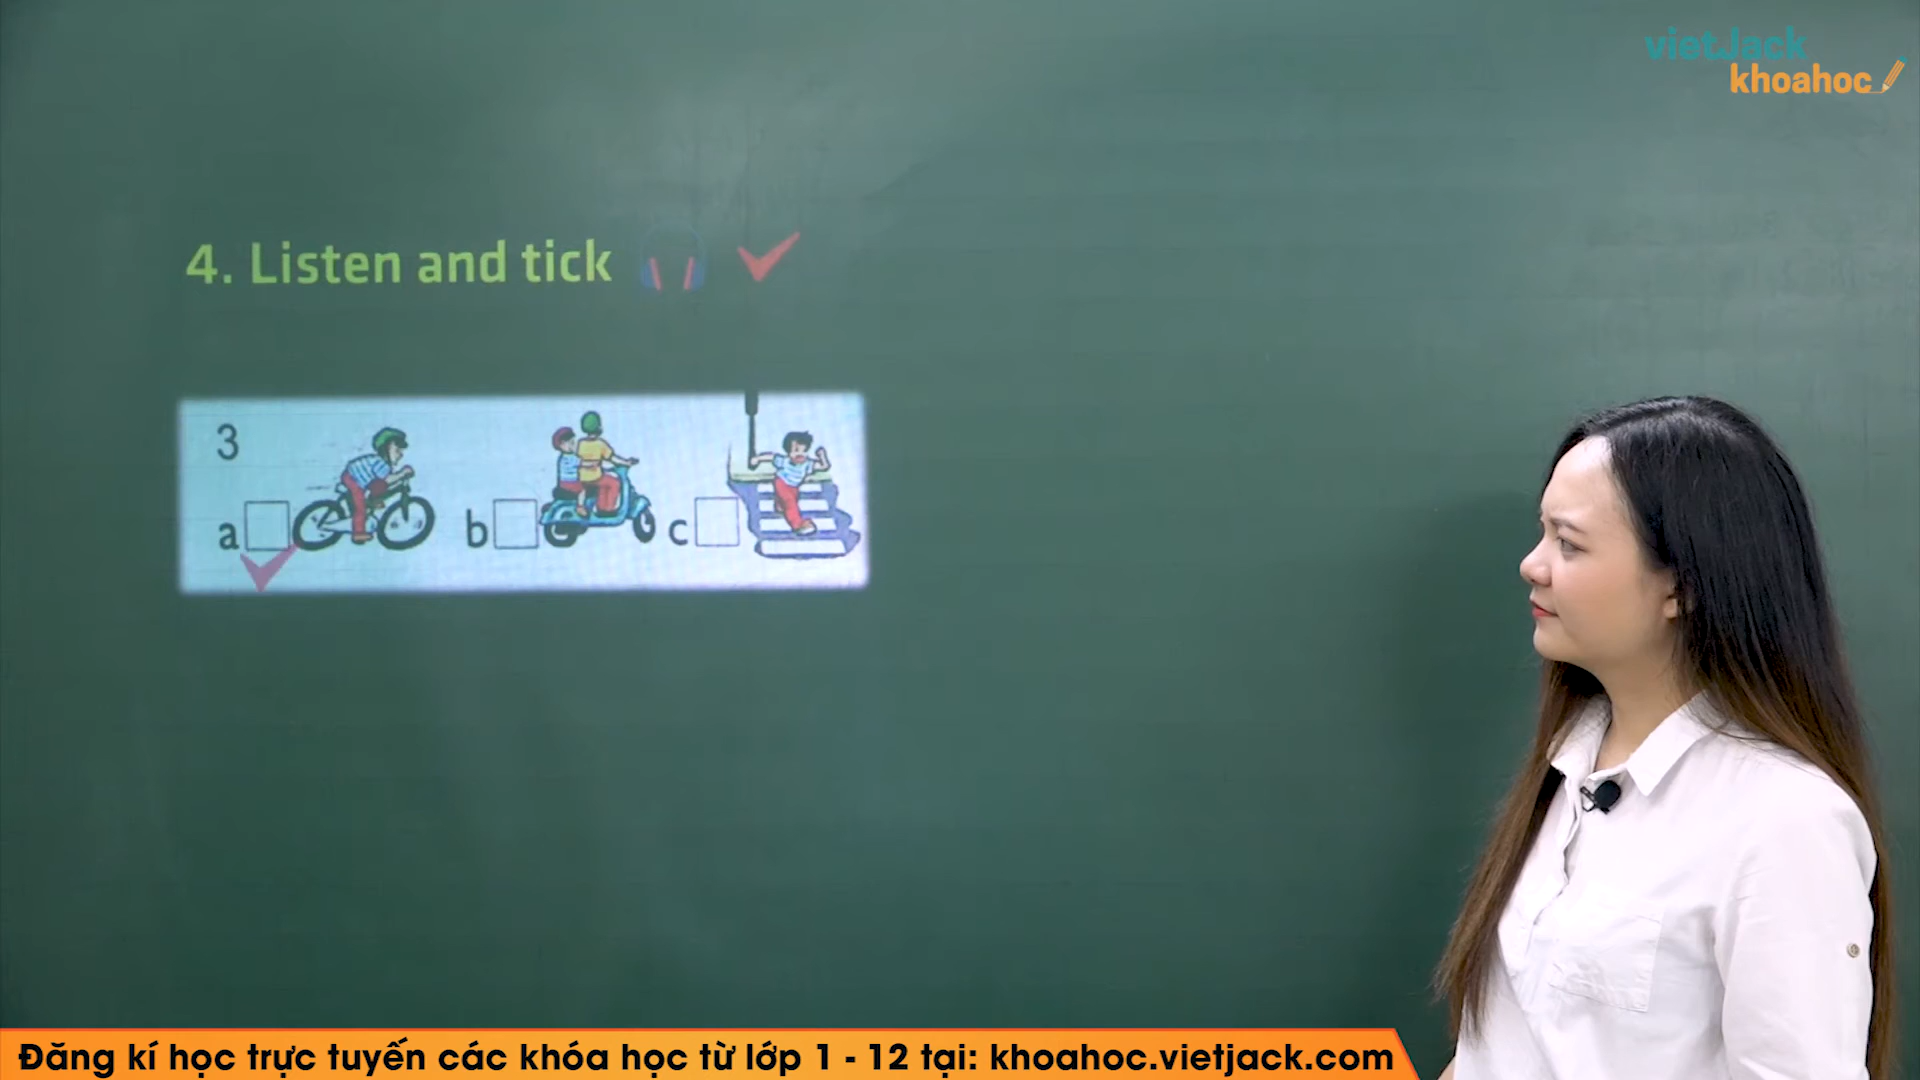 vietJack
khoahoc
4. Listen and tick
3
a b c
Đăng kí học trực tuyến các khóa học từ lớp 1 - 12 tại: khoahoc.vietjack.com